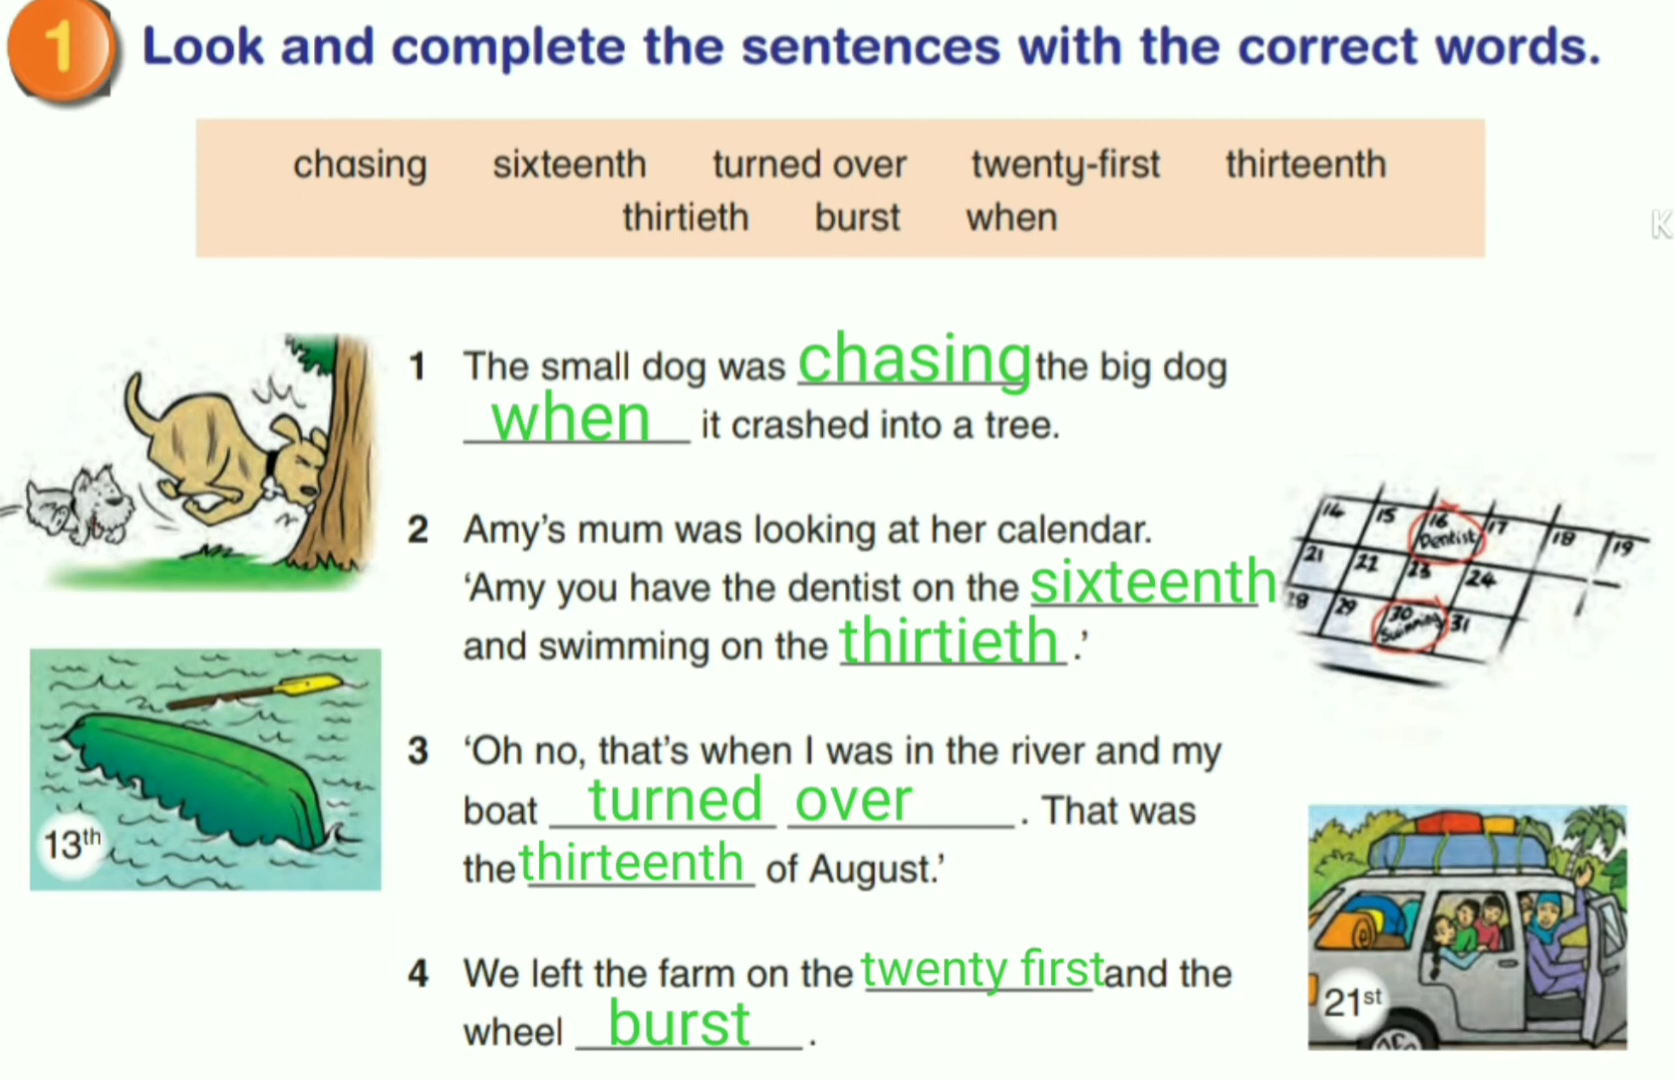 1 Look and complete the sentences with the correct words.
chasing sixteenth turned over twenty-first thirteenth
thirtieth burst when
K
1 The small dog was chasing the big dog
when it crashed into a tree.
2 Amy's mum was looking at her calendar.
'Amy you have the dentist on the sixteenth
and swimming on the thirtieth.'
14 15 16 17 18 19
Dentist
21 22 23 24
28 29 30 31
Swimming
3 'Oh no, that's when I was in the river and my
boat turned over. That was
the thirteenth of August.'
13th
4 We left the farm on the twenty first and the
wheel burst.
21st